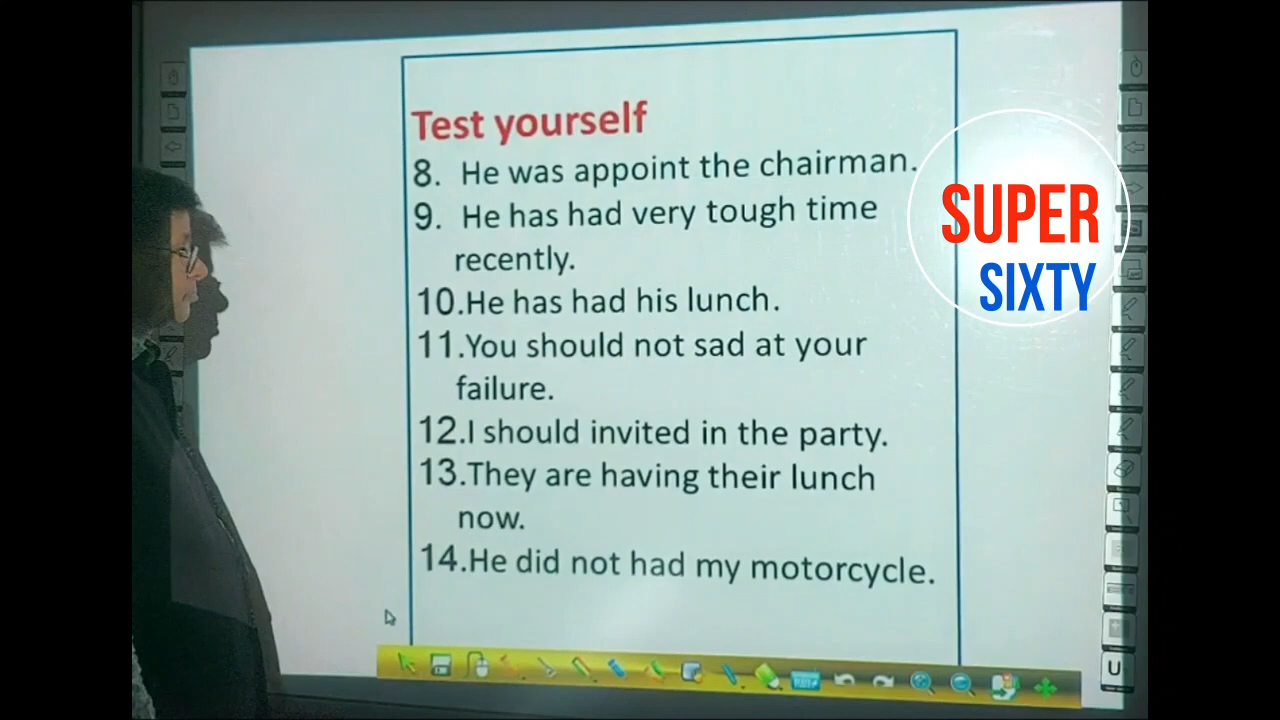 Test yourself
8. He was appoint the chairman.
9. He has had very tough time
recently.
10.He has had his lunch.
11.You should not sad at your
failure.
12.I should invited in the party.
13.They are having their lunch
now.
14.He did not had my motorcycle.
SUPER
SIXTY
U